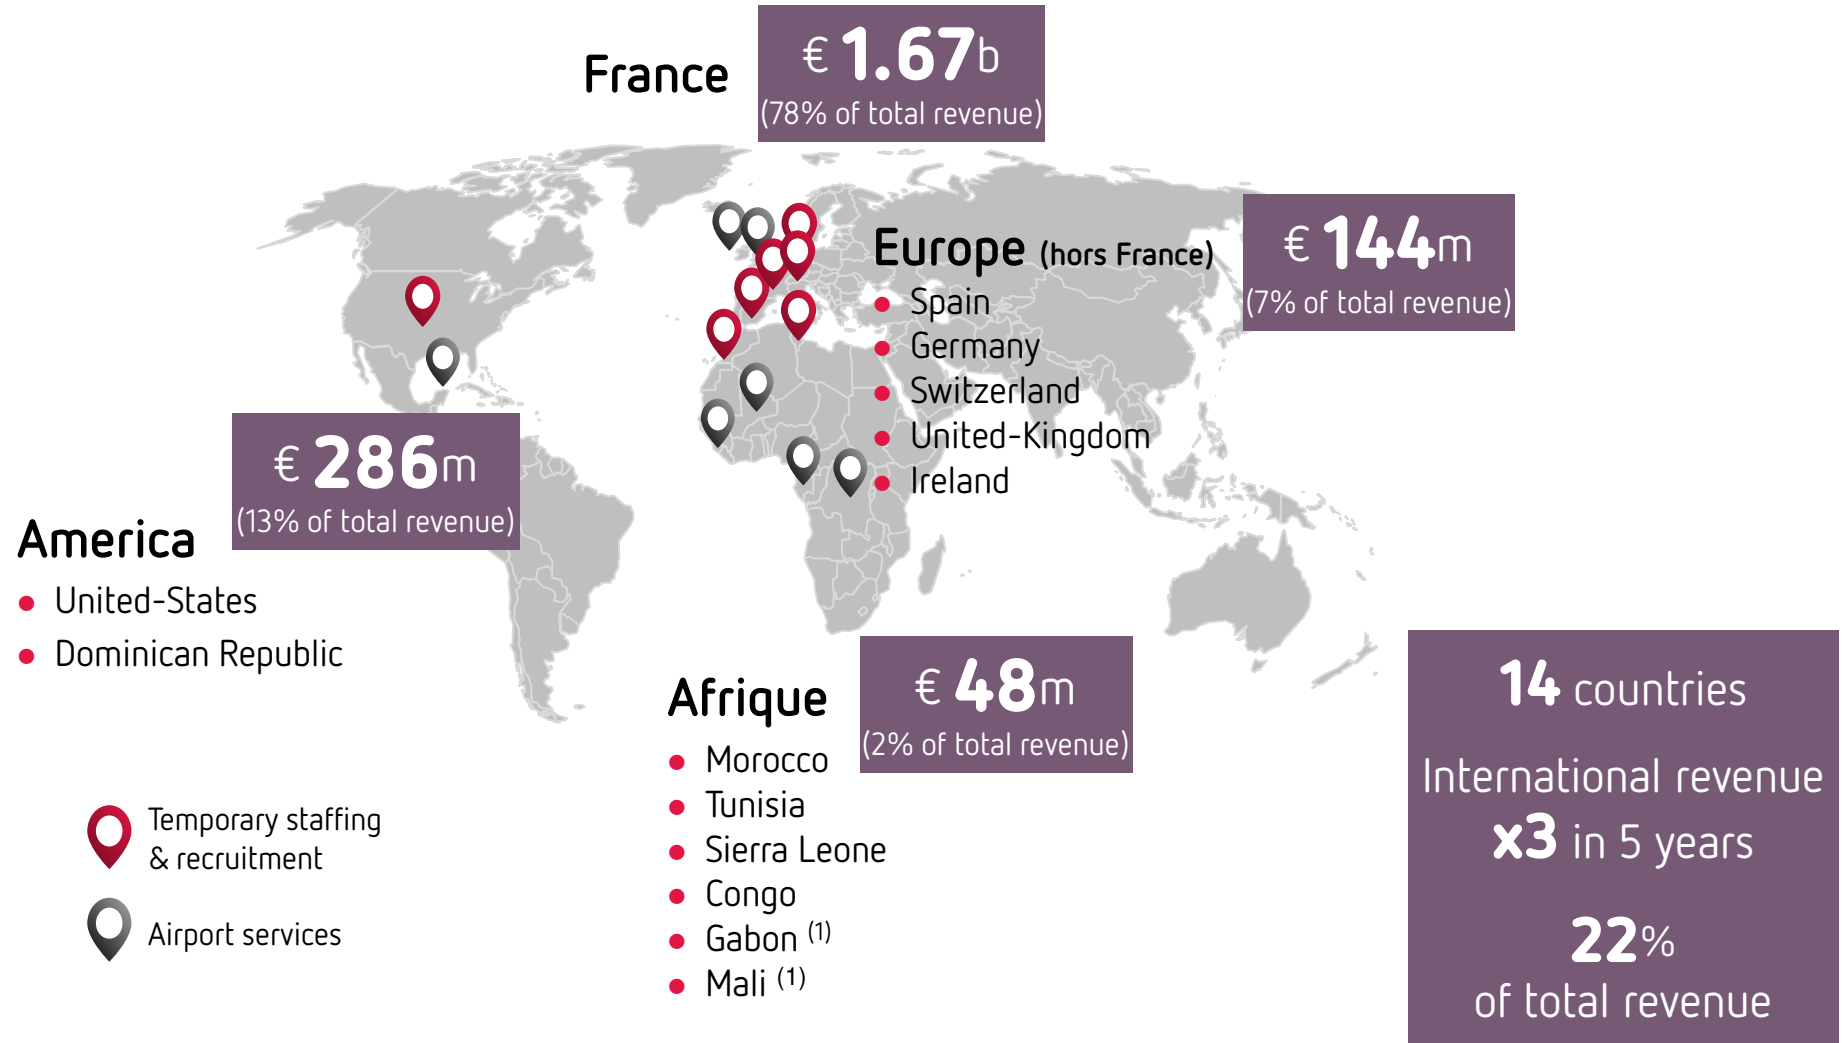 France
€ 1.67b
(78% of total revenue)
Europe (hors France)
● Spain
● Germany
● Switzerland
● United-Kingdom
● Ireland
€ 144m
(7% of total revenue)
€ 286m
(13% of total revenue)
America
● United-States
● Dominican Republic
Afrique
● Morocco
● Tunisia
● Sierra Leone
● Congo
● Gabon (1)
● Mali (1)
€ 48m
(2% of total revenue)
Temporary staffing
& recruitment
Airport services
14 countries
International revenue
x3 in 5 years
22%
of total revenue